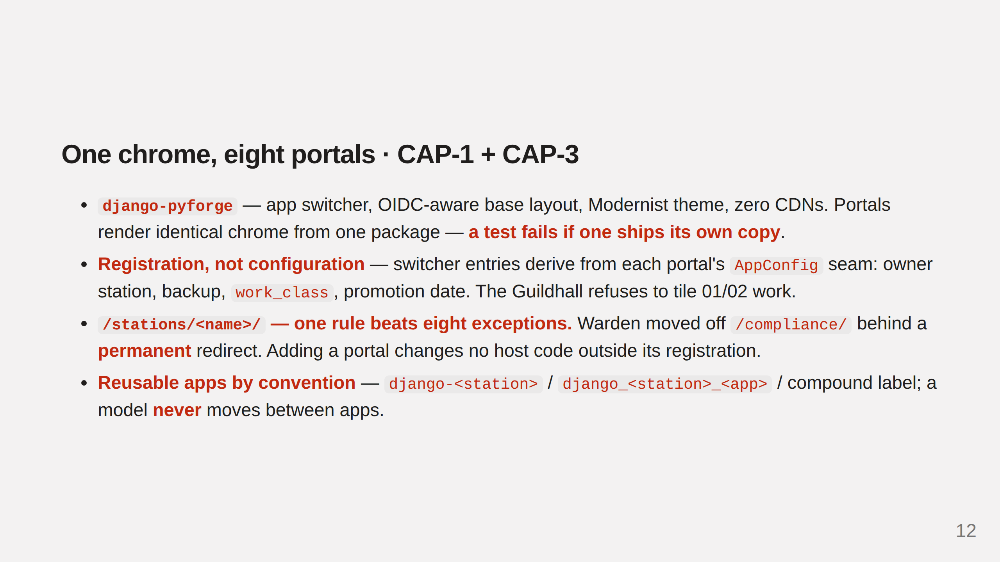 One chrome, eight portals · CAP-1 + CAP-3
• django-pyforge — app switcher, OIDC-aware base layout, Modernist theme, zero CDNs. Portals
render identical chrome from one package — a test fails if one ships its own copy.
• Registration, not configuration — switcher entries derive from each portal's AppConfig seam: owner
station, backup, work_class, promotion date. The Guildhall refuses to tile 01/02 work.
• /stations/<name>/ — one rule beats eight exceptions. Warden moved off /compliance/ behind a
permanent redirect. Adding a portal changes no host code outside its registration.
• Reusable apps by convention — django-<station> / django_<station>_<app> / compound label; a
model never moves between apps.
12